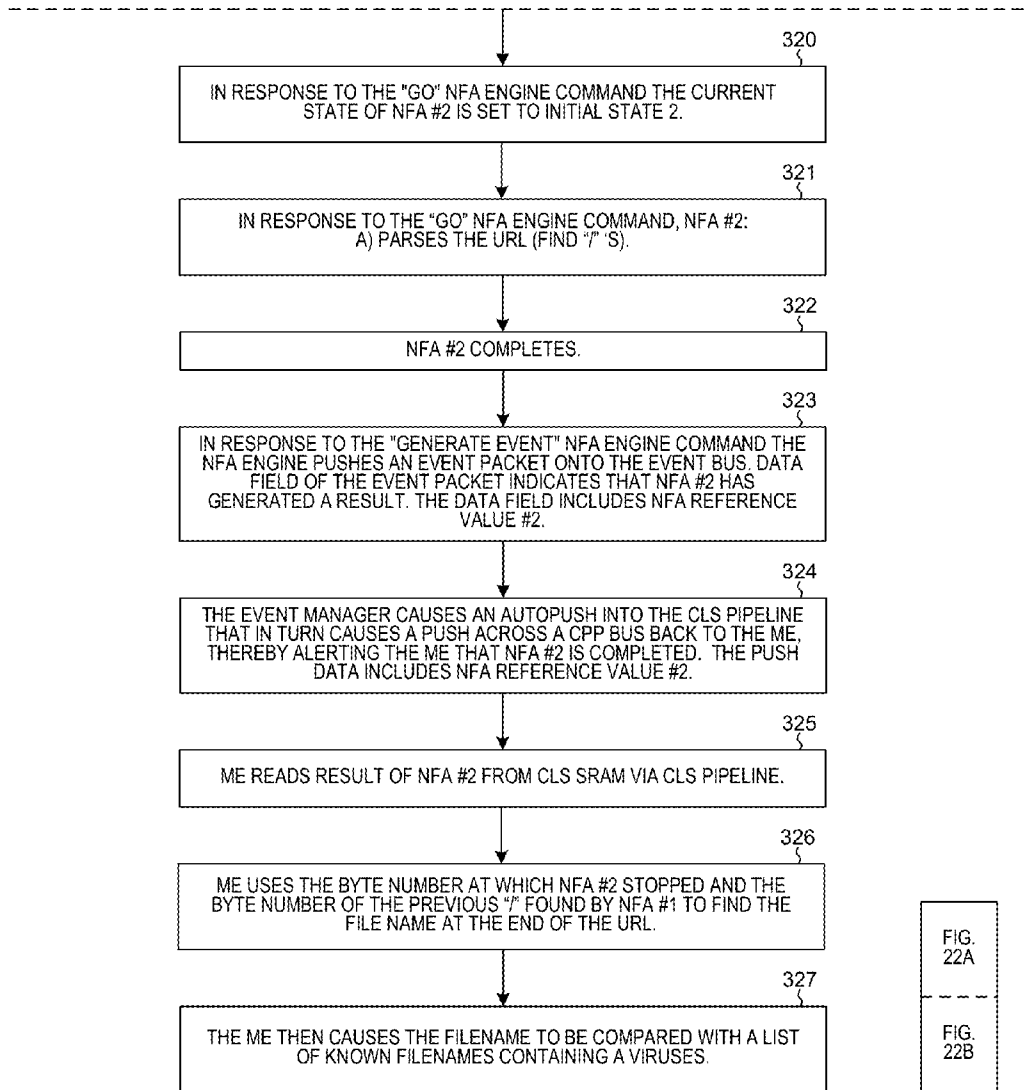 320
IN RESPONSE TO THE "GO" NFA ENGINE COMMAND THE CURRENT
STATE OF NFA #2 IS SET TO INITIAL STATE 2.
321
IN RESPONSE TO THE “GO” NFA ENGINE COMMAND, NFA #2:
A) PARSES THE URL (FIND “/” ‘S).
322
NFA #2 COMPLETES.
323
IN RESPONSE TO THE "GENERATE EVENT" NFA ENGINE COMMAND THE
NFA ENGINE PUSHES AN EVENT PACKET ONTO THE EVENT BUS. DATA
FIELD OF THE EVENT PACKET INDICATES THAT NFA #2 HAS
GENERATED A RESULT. THE DATA FIELD INCLUDES NFA REFERENCE
VALUE #2.
324
THE EVENT MANAGER CAUSES AN AUTOPUSH INTO THE CLS PIPELINE
THAT IN TURN CAUSES A PUSH ACROSS A CPP BUS BACK TO THE ME,
THEREBY ALERTING THE ME THAT NFA #2 IS COMPLETED. THE PUSH
DATA INCLUDES NFA REFERENCE VALUE #2.
325
ME READS RESULT OF NFA #2 FROM CLS SRAM VIA CLS PIPELINE.
326
ME USES THE BYTE NUMBER AT WHICH NFA #2 STOPPED AND THE
BYTE NUMBER OF THE PREVIOUS “/” FOUND BY NFA #1 TO FIND THE
FILE NAME AT THE END OF THE URL.
327
THE ME THEN CAUSES THE FILENAME TO BE COMPARED WITH A LIST
OF KNOWN FILENAMES CONTAINING A VIRUSES.
FIG.
22A
FIG.
22B